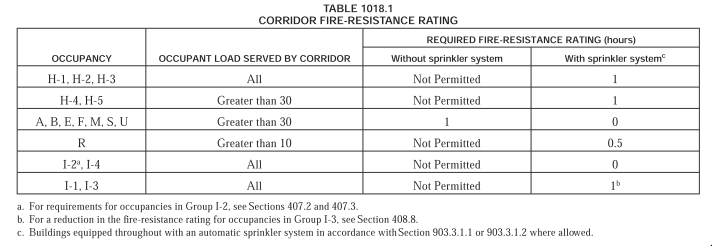 TABLE 1018.1
CORRIDOR FIRE-RESISTANCE RATING
OCCUPANCY OCCUPANT LOAD SERVED BY CORRIDOR REQUIRED FIRE-RESISTANCE RATING (hours)
Without sprinkler system With sprinkler systemᶜ
H-1, H-2, H-3 All Not Permitted 1
H-4, H-5 Greater than 30 Not Permitted 1
A, B, E, F, M, S, U Greater than 30 1 0
R Greater than 10 Not Permitted 0.5
I-2ᵃ, I-4 All Not Permitted 0
I-1, I-3 All Not Permitted 1ᵇ
a. For requirements for occupancies in Group I-2, see Sections 407.2 and 407.3.
b. For a reduction in the fire-resistance rating for occupancies in Group I-3, see Section 408.8.
c. Buildings equipped throughout with an automatic sprinkler system in accordance with Section 903.3.1.1 or 903.3.1.2 where allowed.